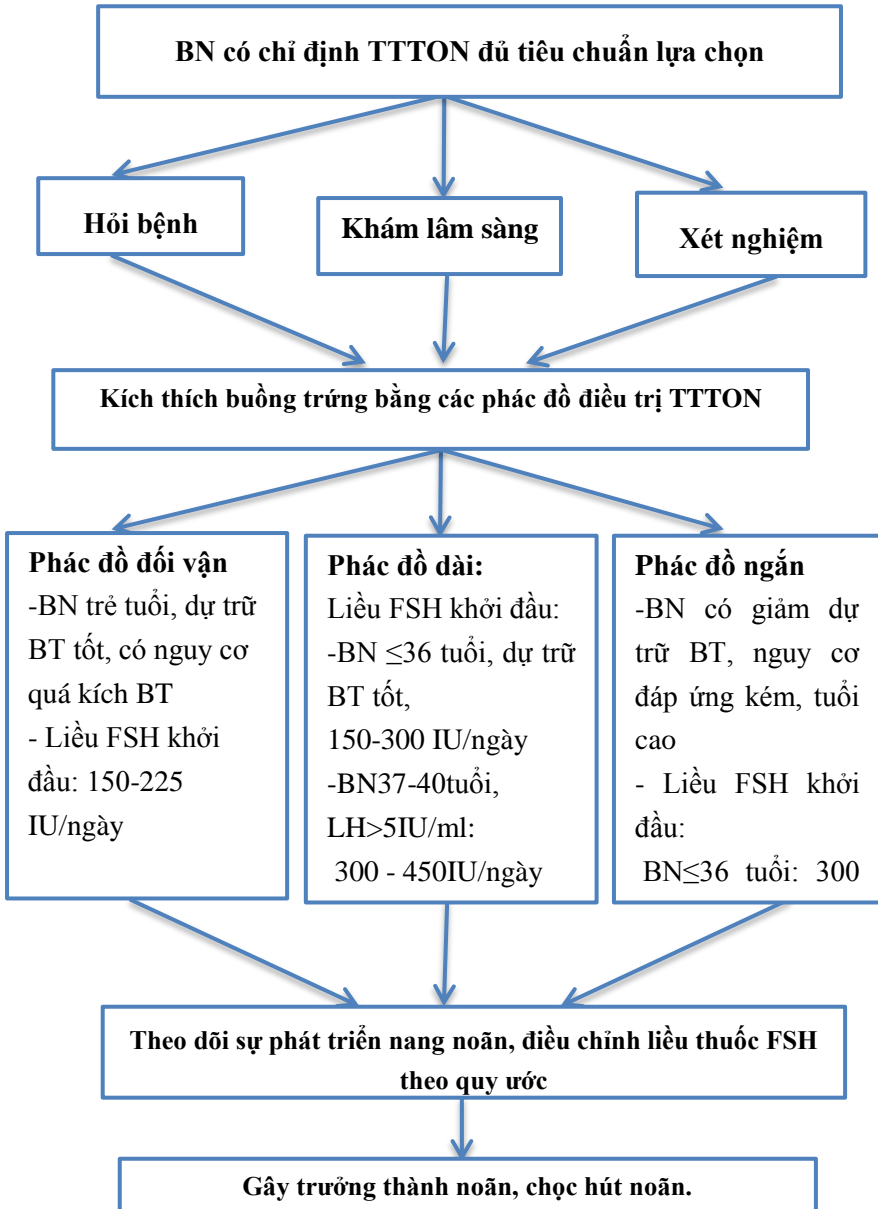 BN có chỉ định TTTON đủ tiêu chuẩn lựa chọn
Hỏi bệnh
Khám lâm sàng
Xét nghiệm
Kích thích buồng trứng bằng các phác đồ điều trị TTTON
Phác đồ đối vận
-BN trẻ tuổi, dự trữ
BT tốt, có nguy cơ
quá kích BT
- Liều FSH khởi
đầu: 150-225
IU/ngày
Phác đồ dài:
Liều FSH khởi đầu:
-BN ≤36 tuổi, dự trữ
BT tốt,
150-300 IU/ngày
-BN37-40tuổi,
LH>5IU/ml:
300 - 450IU/ngày
Phác đồ ngắn
-BN có giảm dự
trữ BT, nguy cơ
đáp ứng kém, tuổi
cao
- Liều FSH khởi
đầu:
BN≤36 tuổi: 300
Theo dõi sự phát triển nang noãn, điều chỉnh liều thuốc FSH
theo quy ước
Gây trưởng thành noãn, chọc hút noãn.